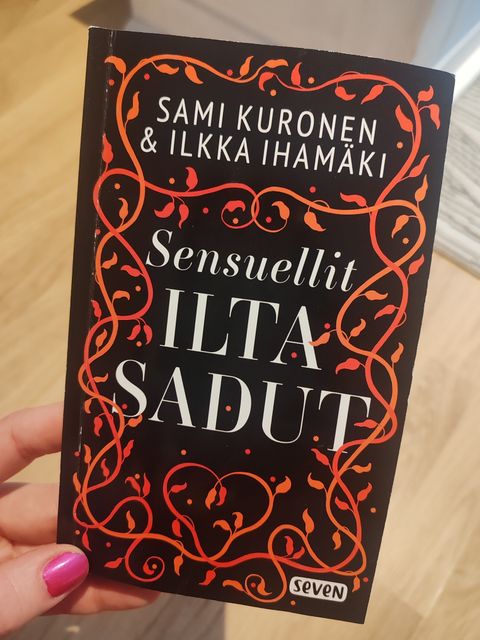 SAMI KURONEN
& ILKKA IHAMÄKI
Sensuellit
ILTA
SADUT
SEVEN